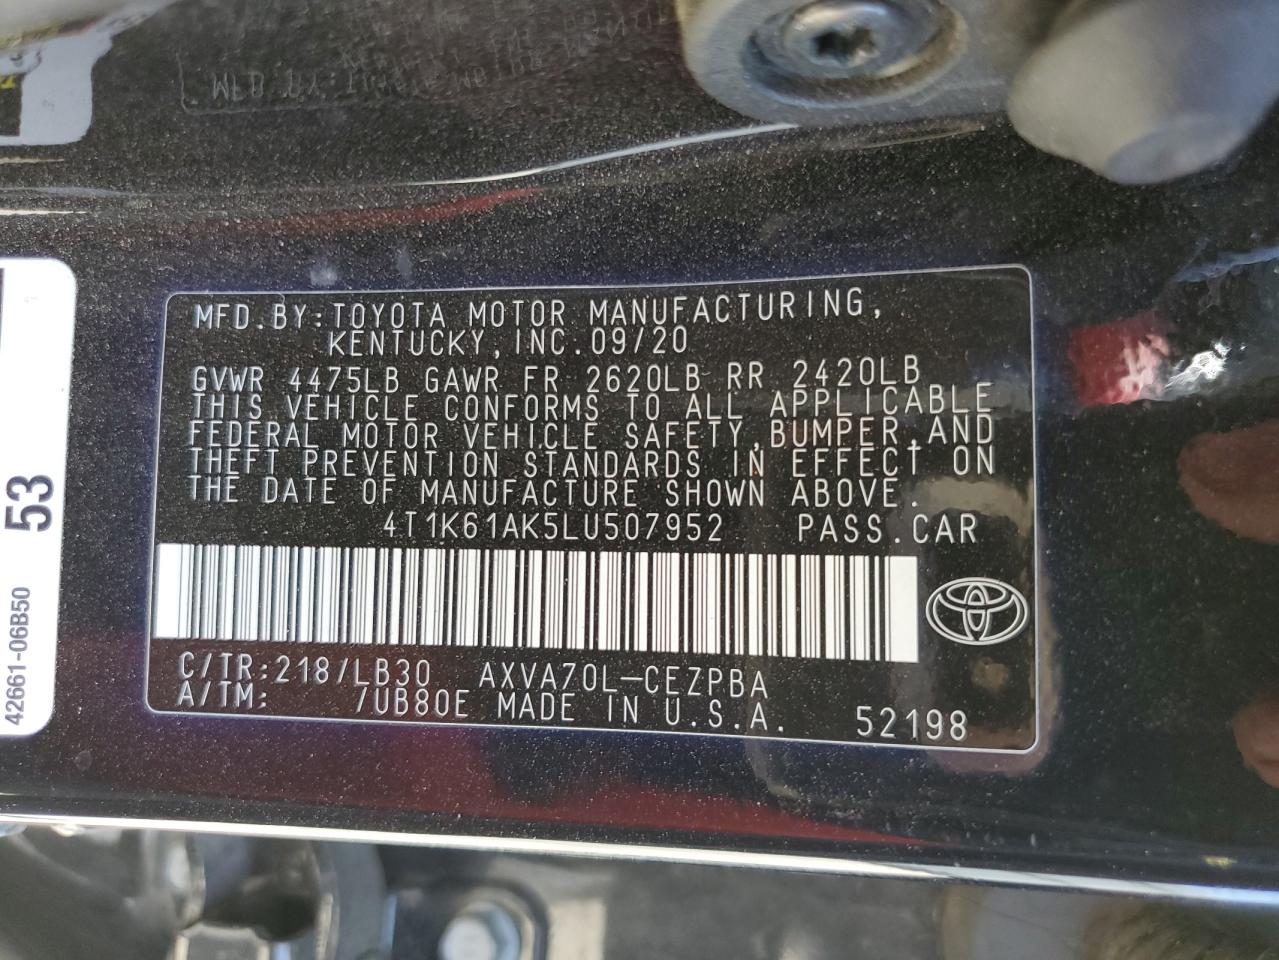 MFD.BY:TOYOTA MOTOR MANUFACTURING,
KENTUCKY,INC.09/20
GVWR 4475LB GAWR FR 2620LB RR 2420LB
THIS VEHICLE CONFORMS TO ALL APPLICABLE
FEDERAL MOTOR VEHICLE SAFETY,BUMPER,AND
THEFT PREVENTION STANDARDS IN EFFECT ON
THE DATE OF MANUFACTURE SHOWN ABOVE.
4T1K61AK5LU507952 PASS.CAR
C/TR:218/LB30 AXVA70L-CEZPBA
A/TM: /UB80E MADE IN U.S.A. 52198
53
42661-06B50